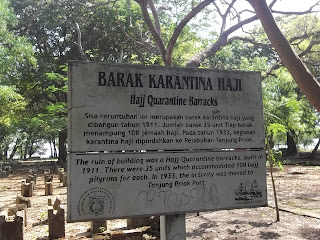 BARAK KARANTINA HAJI
Hajj Quarantine Barracks
Sisa reruntuhan ini merupakan barak karantina haji yang
dibangun tahun 1911. Jumlah barak 35 unit. Tiap barak
menampung 100 jemaah haji. Pada tahun 1933, kegiatan
karantina dipindahkan ke Pelabuhan Tanjung Priok.
The ruin of building was a Hajj Quarantine barracks, built in
1911. There were 35 units which accommodated 100 hajj
pilgrims for each. In 1933, the activity was moved to
Tanjung Priok Port.